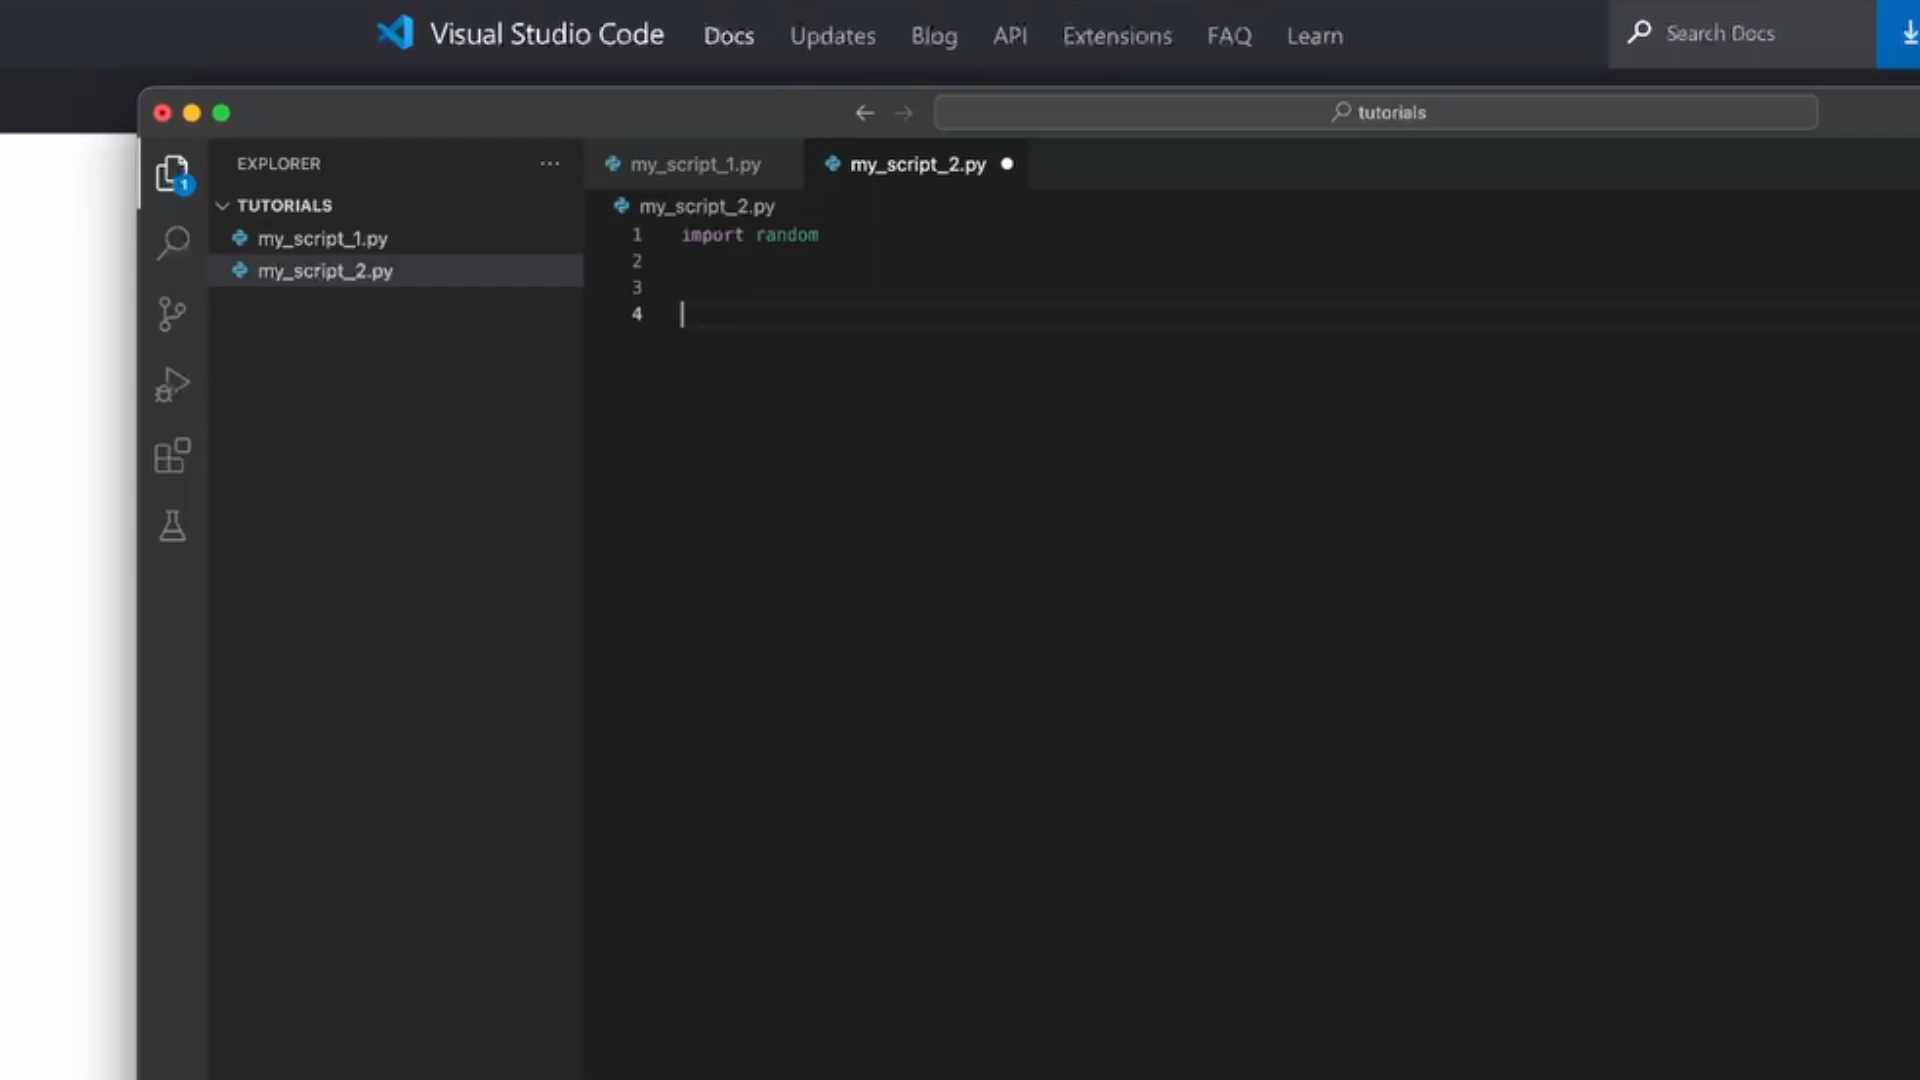 Visual Studio Code Docs Updates Blog API Extensions FAQ Learn Search Docs
tutorials
EXPLORER ··· my_script_1.py my_script_2.py
1
TUTORIALS my_script_2.py
my_script_1.py
my_script_2.py
1 import random
2
3
4